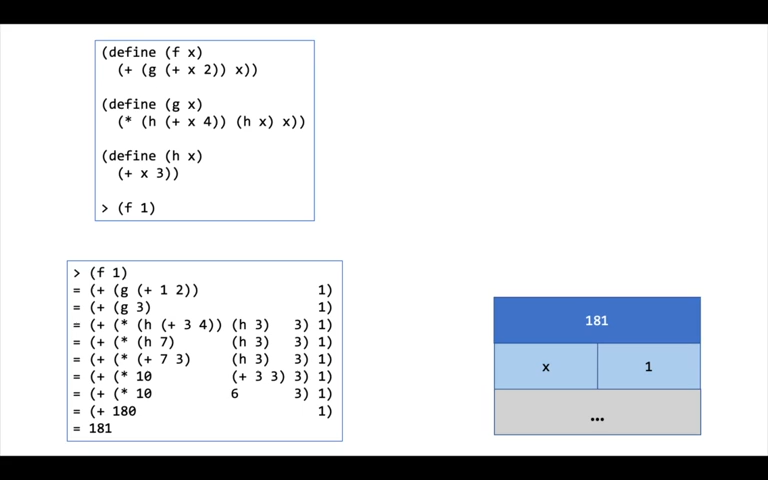 (define (f x)
  (+ (g (+ x 2)) x))
(define (g x)
  (* (h (+ x 4)) (h x) x))
(define (h x)
  (+ x 3))
> (f 1)
> (f 1)
= (+ (g (+ 1 2))              1)
= (+ (g 3)                    1)
= (+ (* (h (+ 3 4)) (h 3)   3) 1)
= (+ (* (h 7)       (h 3)   3) 1)
= (+ (* (+ 7 3)     (h 3)   3) 1)
= (+ (* 10          (+ 3 3) 3) 1)
= (+ (* 10          6       3) 1)
= (+ 180                      1)
= 181
181
x 1
...